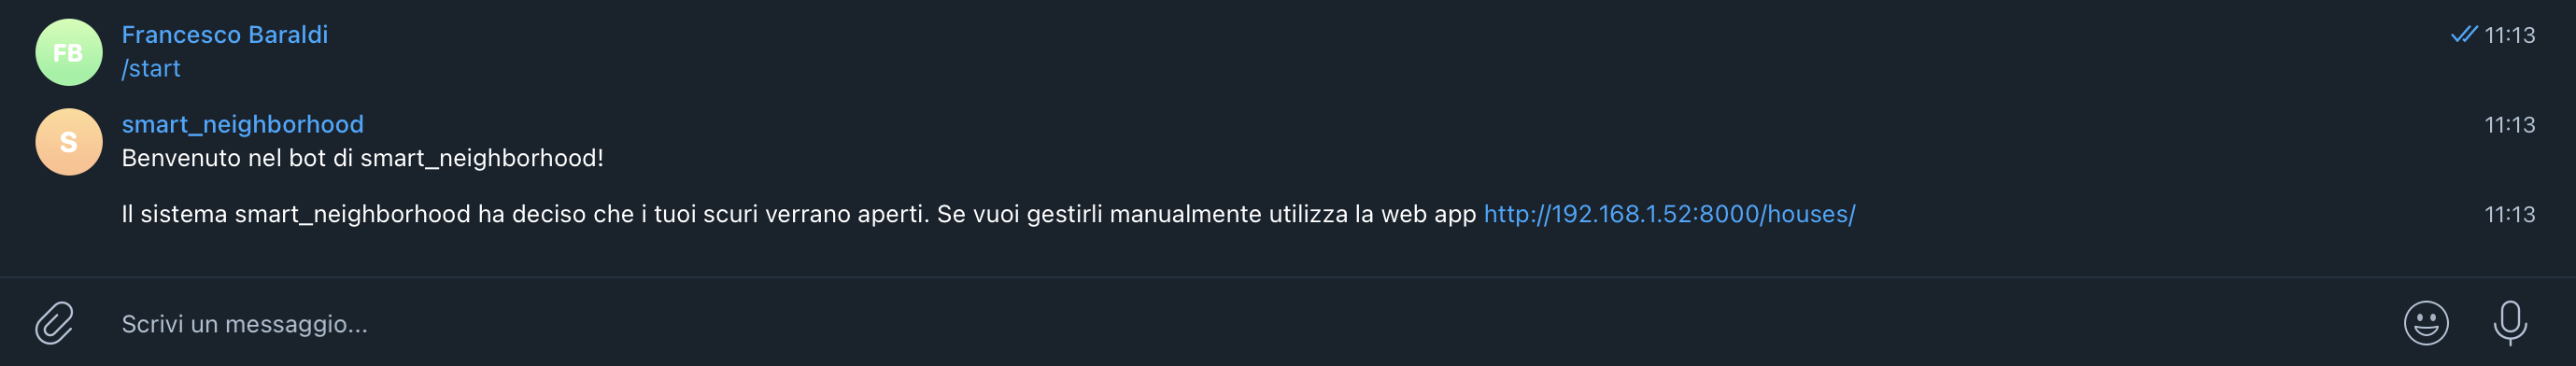 FB
Francesco Baraldi
11:13
/start
S
smart_neighborhood
11:13
Benvenuto nel bot di smart_neighborhood!
Il sistema smart_neighborhood ha deciso che i tuoi scuri verrano aperti. Se vuoi gestirli manualmente utilizza la web app http://192.168.1.52:8000/houses/
11:13
Scrivi un messaggio...